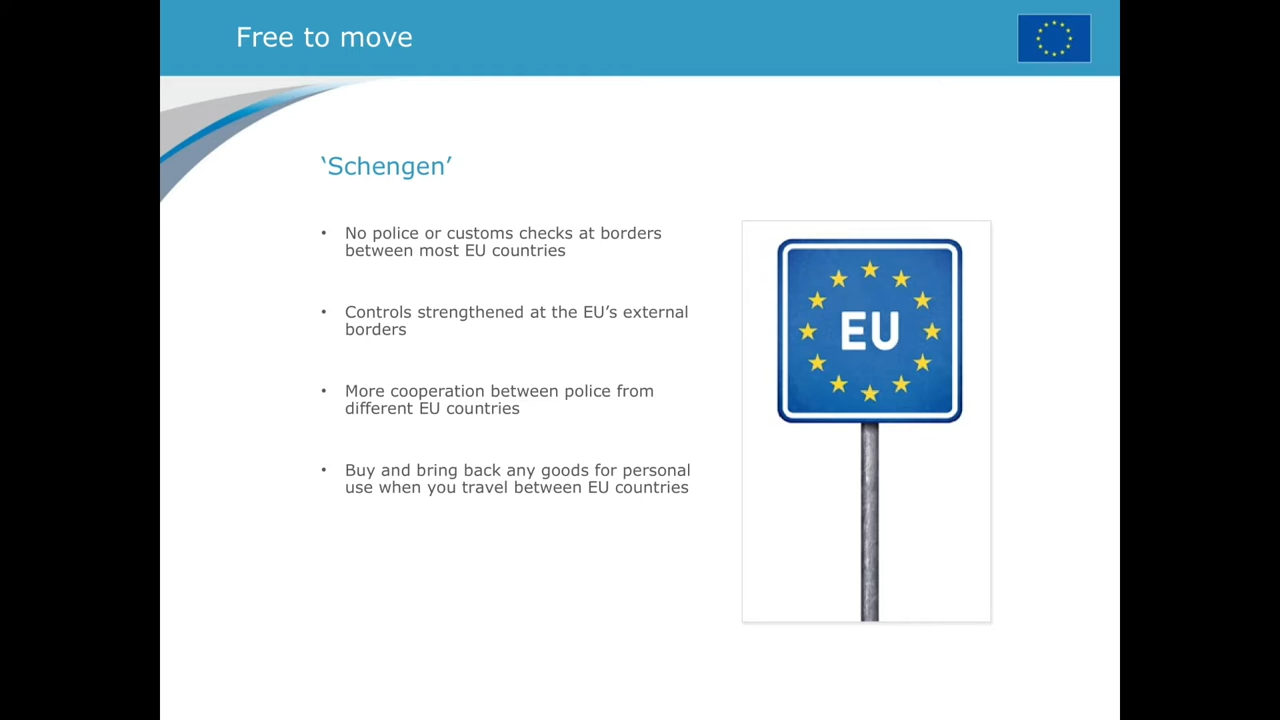 Free to move
‘Schengen’
• No police or customs checks at borders
between most EU countries
• Controls strengthened at the EU’s external
borders
• More cooperation between police from
different EU countries
• Buy and bring back any goods for personal
use when you travel between EU countries
EU